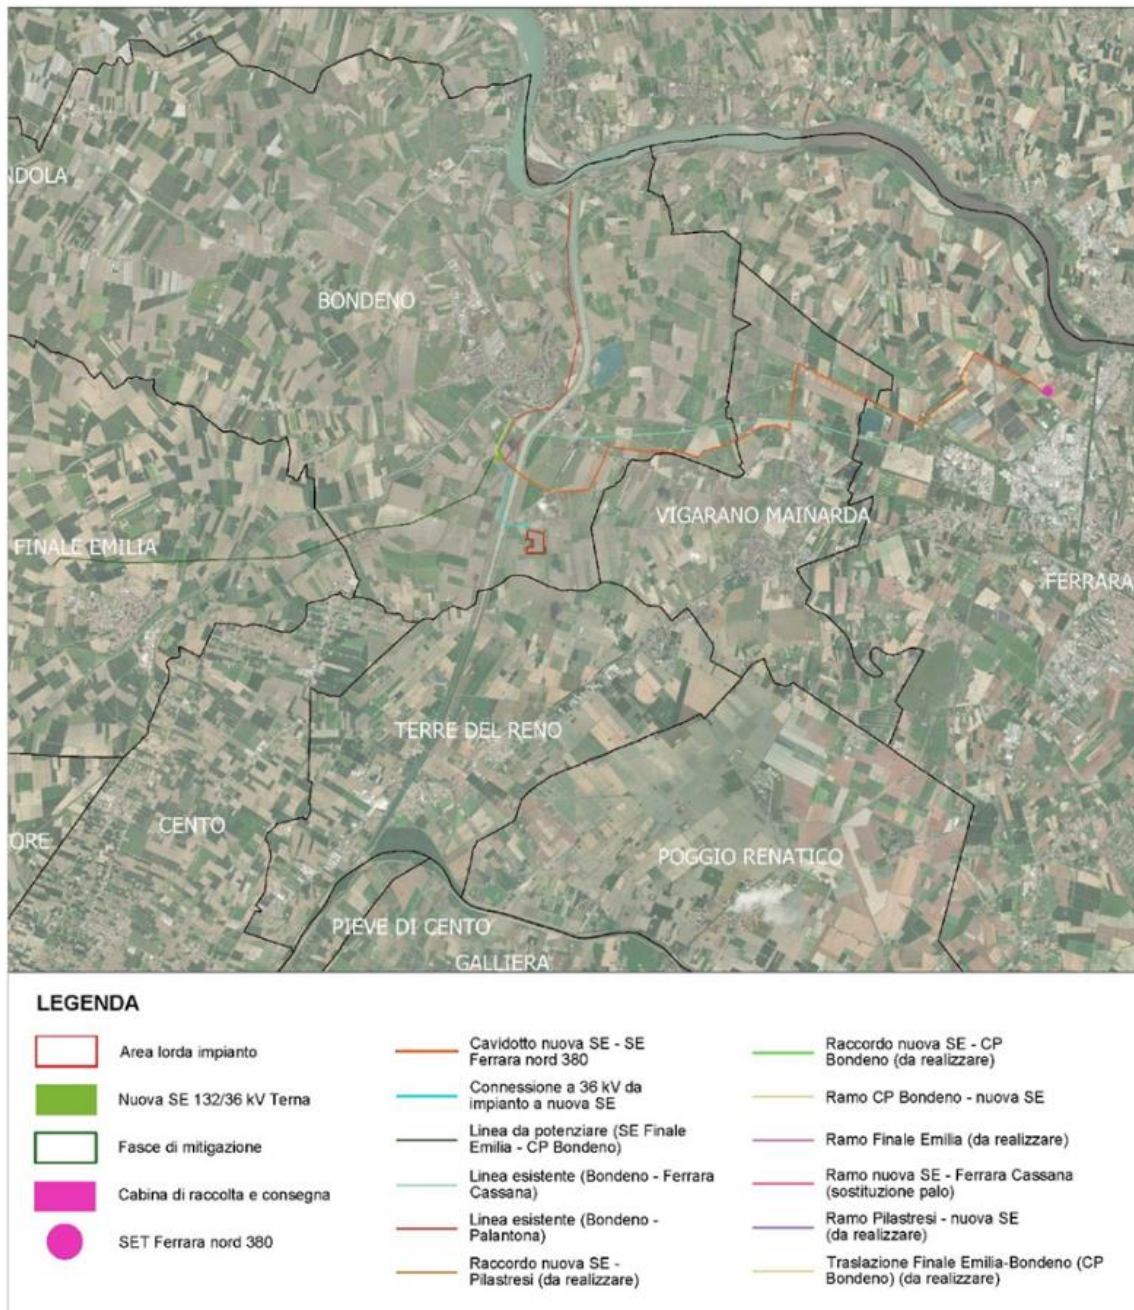 NDOLA
BONDENO
VIGARANO MAINARDA
FINALE EMILIA
FERRARA
TERRE DEL RENO
CENTO
ORE
POGGIO RENATICO
PIEVE DI CENTO
GALLIERA
LEGENDA
Area lorda impianto
Nuova SE 132/36 kV Terna
Fasce di mitigazione
Cabina di raccolta e consegna
SET Ferrara nord 380
Cavidotto nuova SE - SE
Ferrara nord 380
Connessione a 36 kV da
impianto a nuova SE
Linea da potenziare (SE Finale
Emilia - CP Bondeno)
Linea esistente (Bondeno - Ferrara
Cassana)
Linea esistente (Bondeno -
Palantona)
Raccordo nuova SE -
Pilastresi (da realizzare)
Raccordo nuova SE - CP
Bondeno (da realizzare)
Ramo CP Bondeno - nuova SE
Ramo Finale Emilia (da realizzare)
Ramo nuova SE - Ferrara Cassana
(sostituzione palo)
Ramo Pilastresi - nuova SE
(da realizzare)
Traslazione Finale Emilia-Bondeno (CP
Bondeno) (da realizzare)